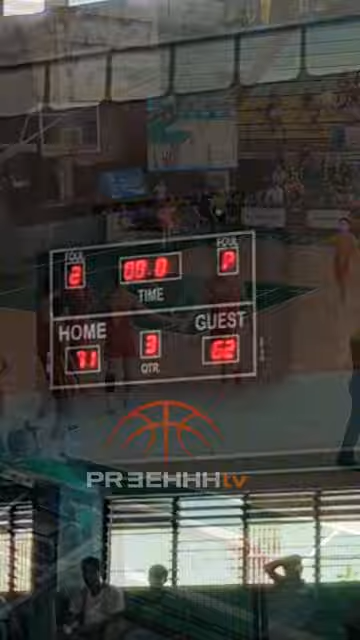 FOUL FOUL
2 00.0 P
TIME
HOME GUEST
71 3 62
QTR.
PR3EHHHtv